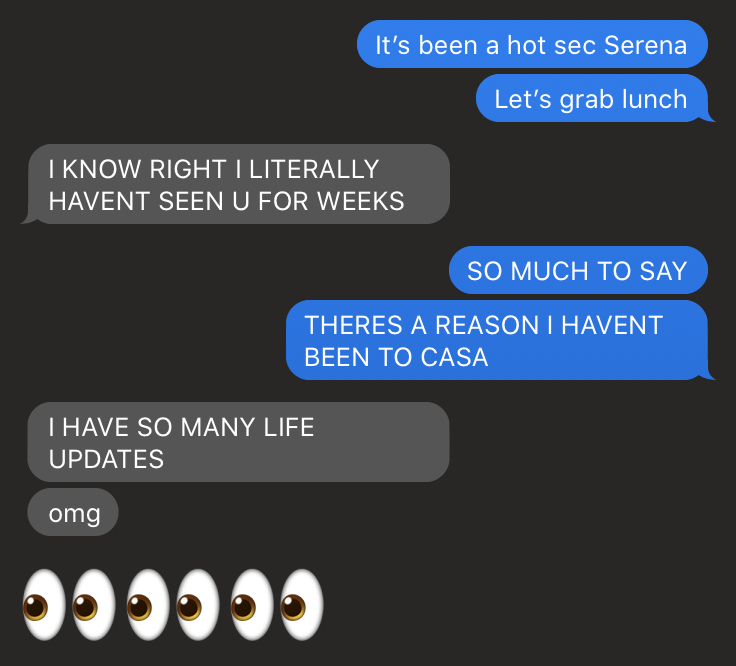 It’s been a hot sec Serena
Let’s grab lunch
I KNOW RIGHT I LITERALLY
HAVENT SEEN U FOR WEEKS
SO MUCH TO SAY
THERES A REASON I HAVENT
BEEN TO CASA
I HAVE SO MANY LIFE
UPDATES
omg
👀👀👀